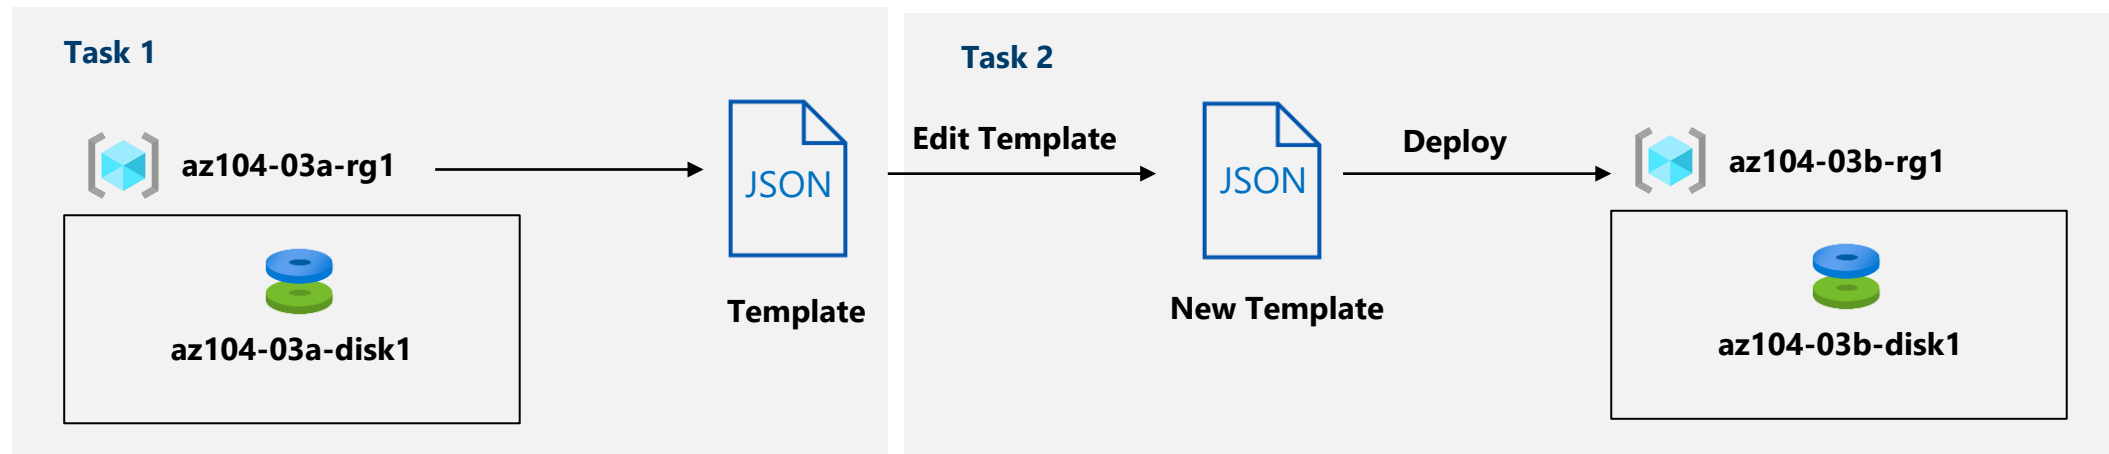 Task 1
az104-03a-rg1
az104-03a-disk1
JSON
Template
Task 2
Edit Template
JSON
New Template
Deploy
az104-03b-rg1
az104-03b-disk1